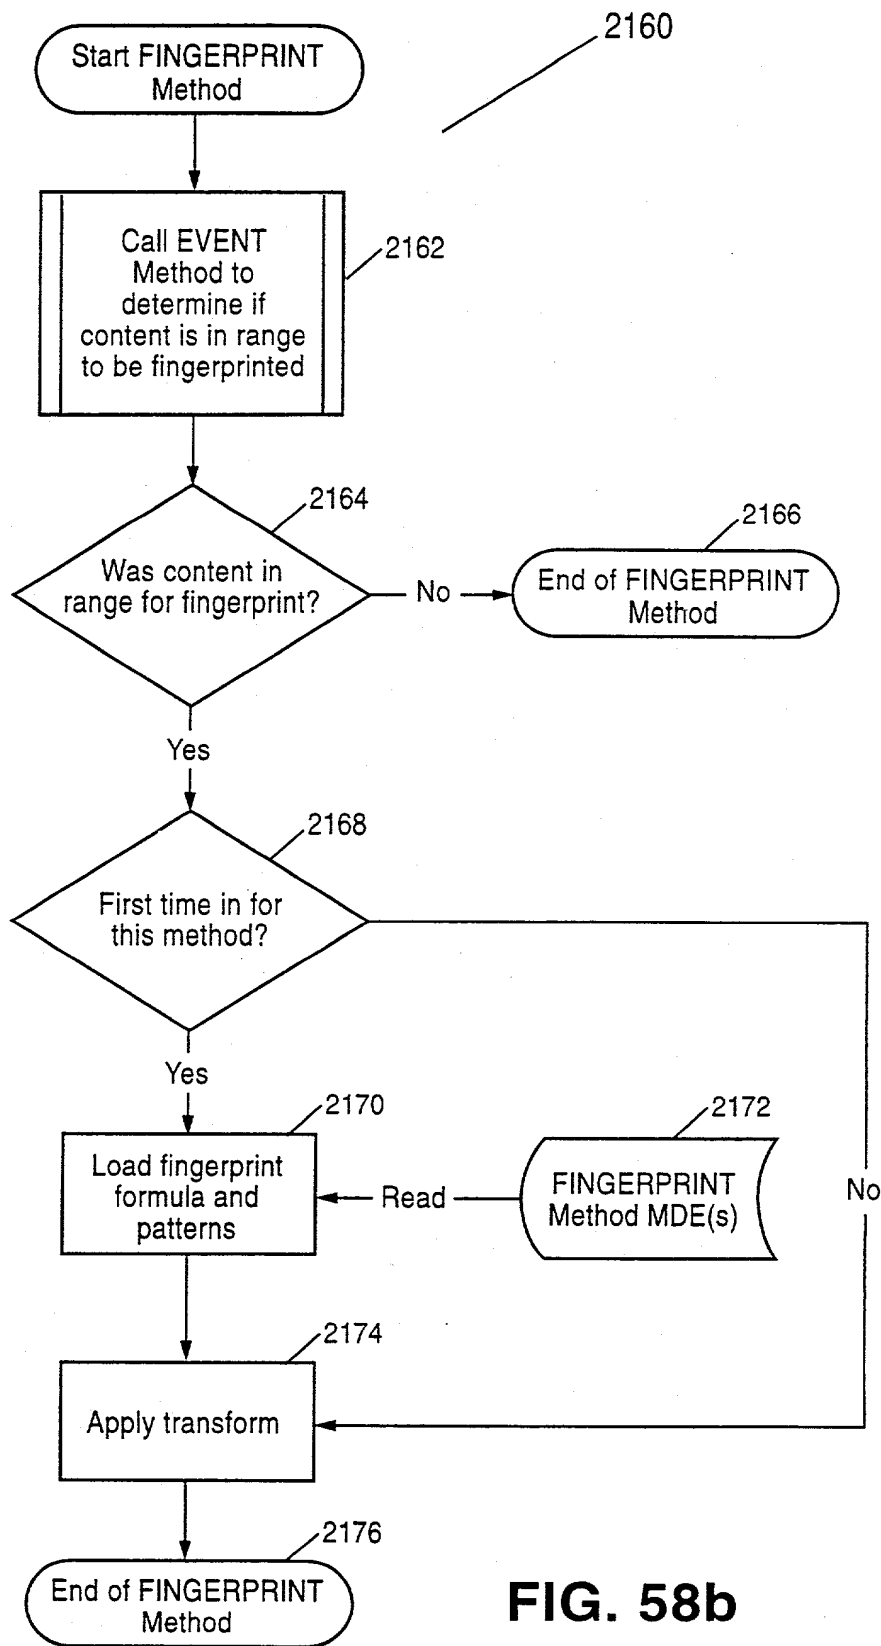 2160
Start FINGERPRINT
Method
Call EVENT
Method to
determine if
content is in range
to be fingerprinted
2162
2164
Was content in
range for fingerprint?
No
2166
End of FINGERPRINT
Method
Yes
2168
First time in for
this method?
Yes
2170
Load fingerprint
formula and
patterns
Read
2172
FINGERPRINT
Method MDE(s)
No
2174
Apply transform
2176
End of FINGERPRINT
Method
FIG. 58b